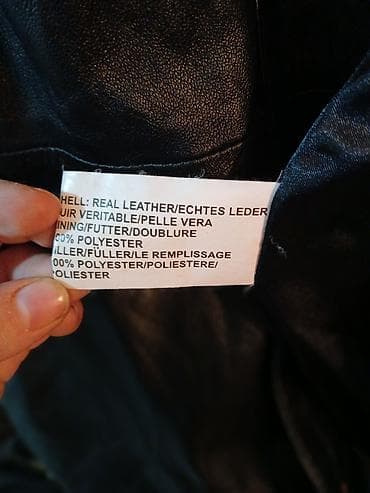 HELL: REAL LEATHER/ECHTES LEDER
UIR VERITABLE/PELLE VERA
INING/FUTTER/DOUBLURE
00% POLYESTER
ILLER/FÜLLER/LE REMPLISSAGE
00% POLYESTER/POLIESTERE/
OLIESTER